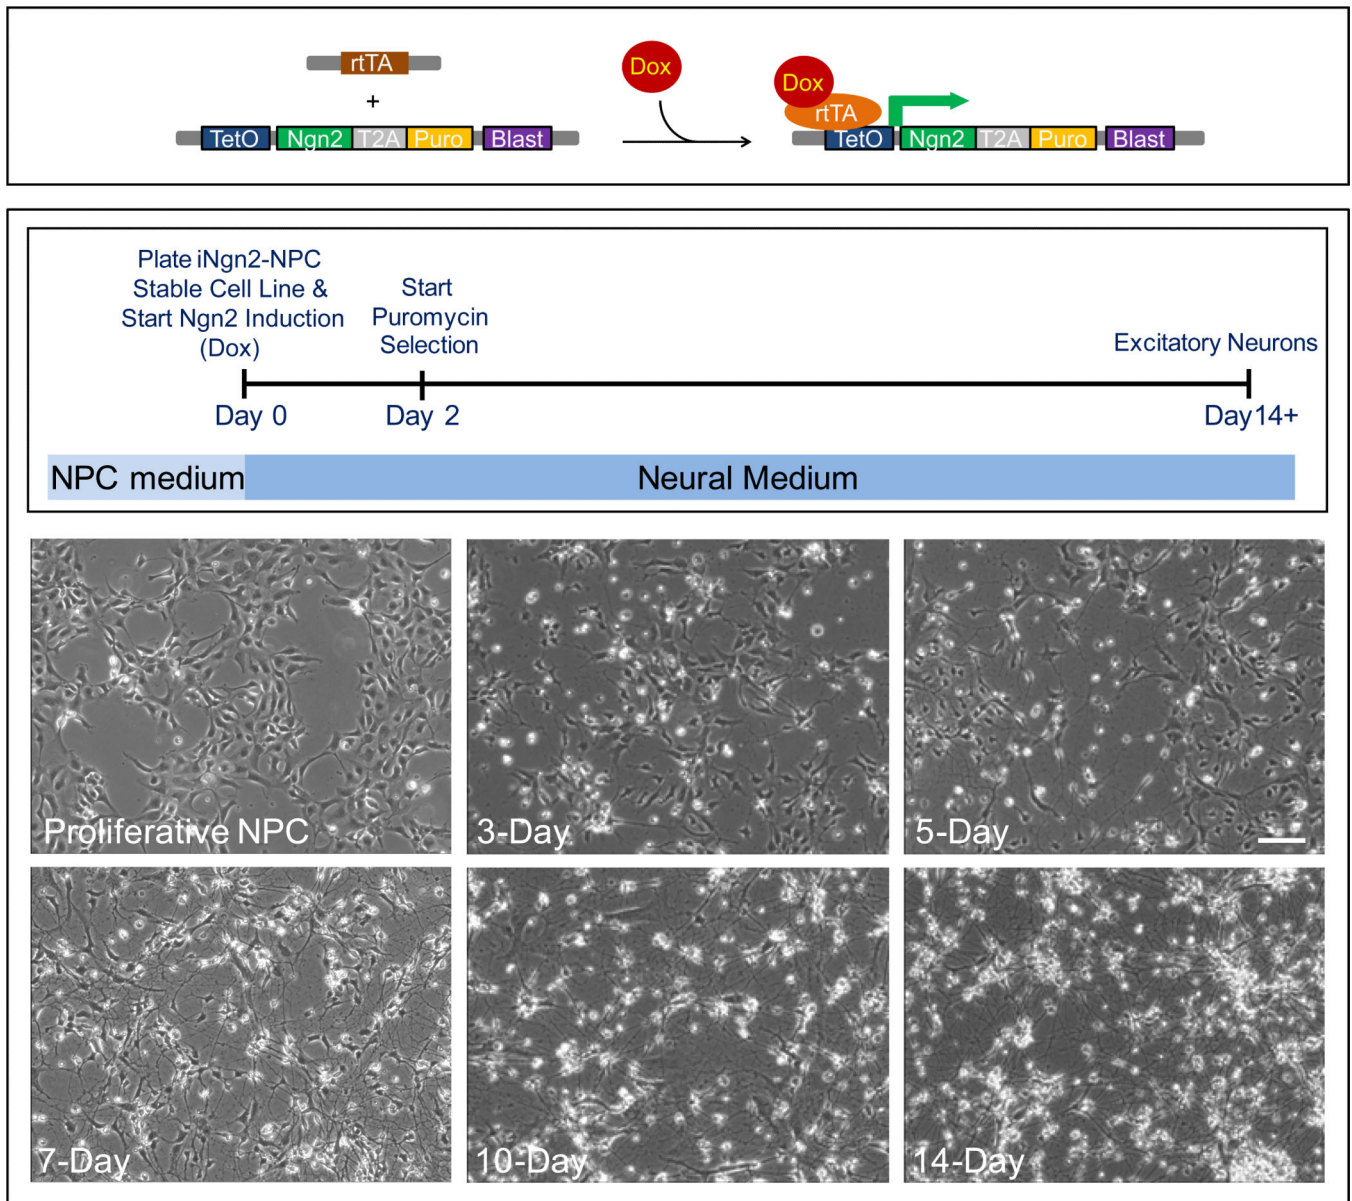 rtTA
+
TetO Ngn2 T2A Puro Blast
Dox
Dox
rtTA
TetO Ngn2 T2A Puro Blast
Plate iNgn2-NPC
Stable Cell Line &
Start Ngn2 Induction
(Dox)
Start
Puromycin
Selection
Excitatory Neurons
Day 0
Day 2
Day14+
NPC medium
Neural Medium
Proliferative NPC
3-Day
5-Day
7-Day
10-Day
14-Day